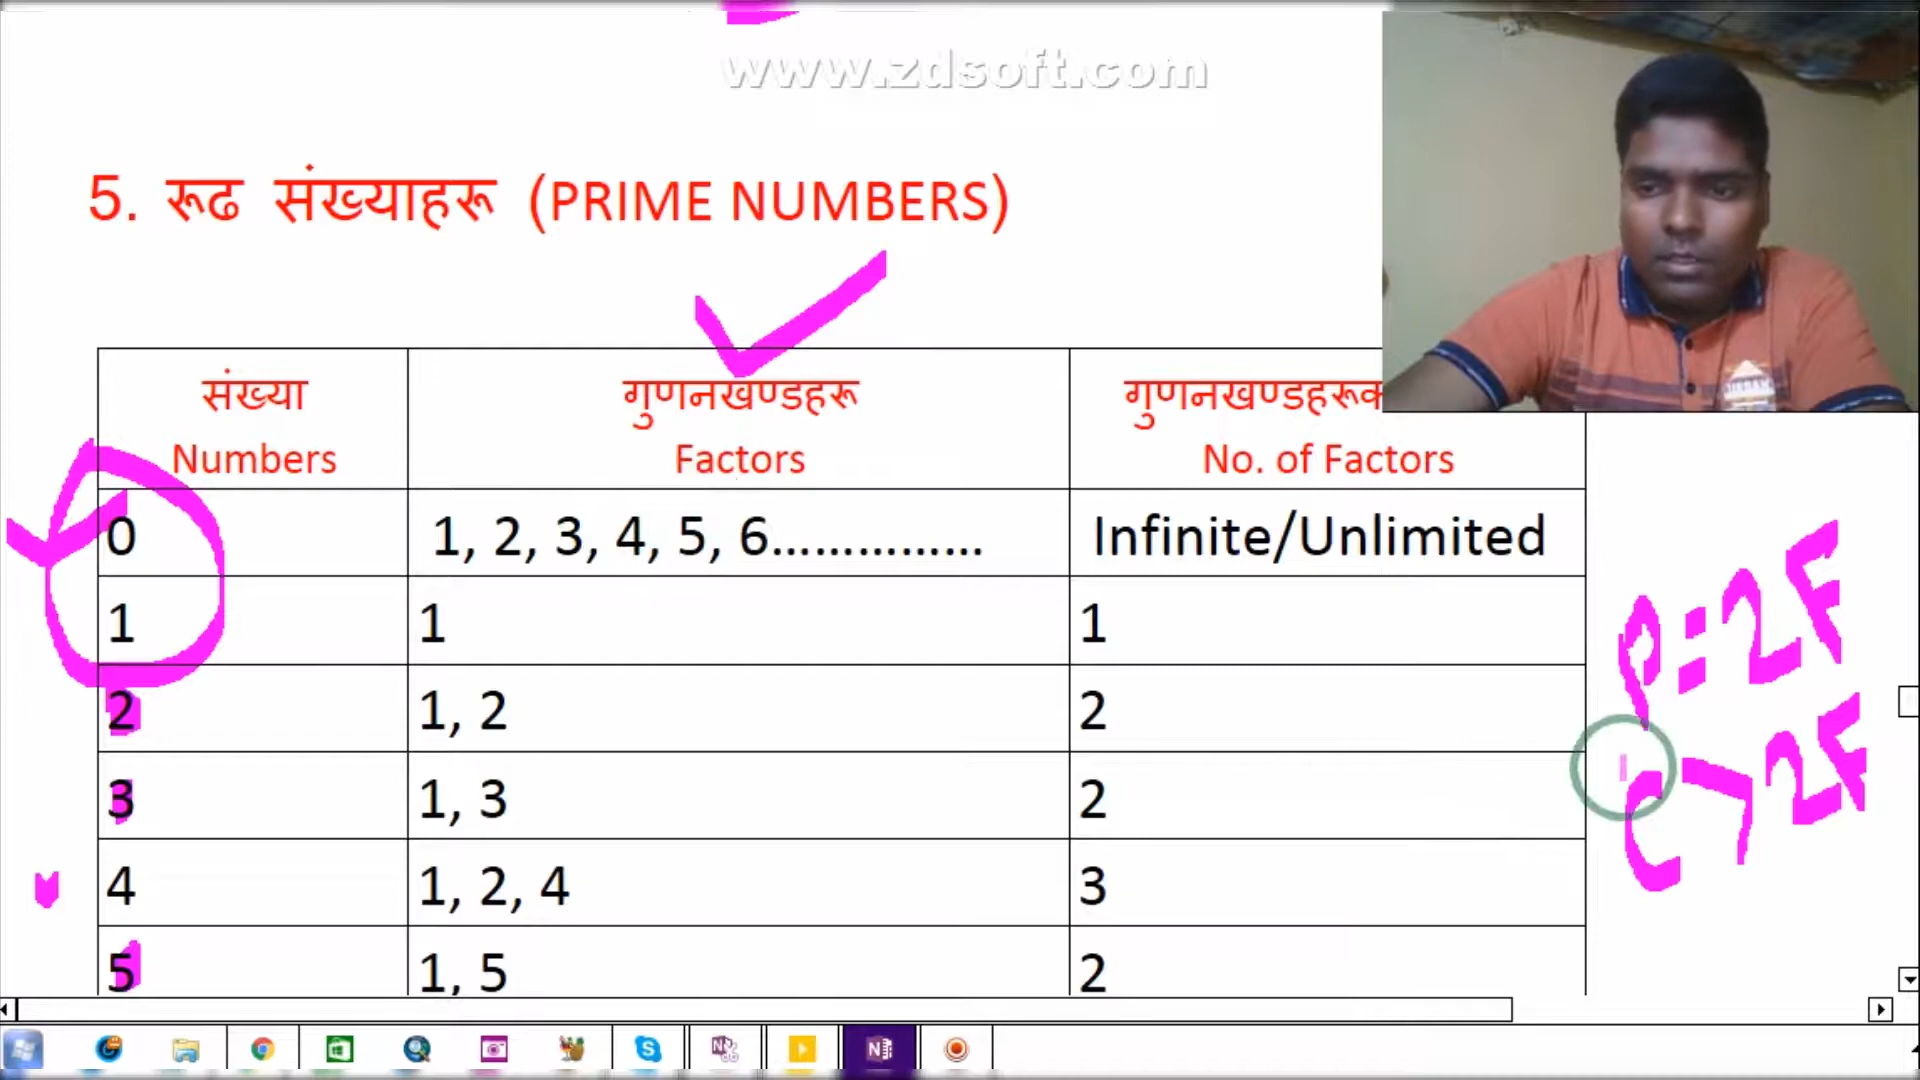 www.zdsoft.com
5. रूढ संख्याहरू (PRIME NUMBERS)
संख्या गुणनखण्डहरू
Numbers Factors No. of Factors
0 1, 2, 3, 4, 5, 6............... Infinite/Unlimited
1 1 1
2 1, 2 2
3 1, 3 2
4 1, 2, 4 3
5 1, 5 2
P=2F
C>2F